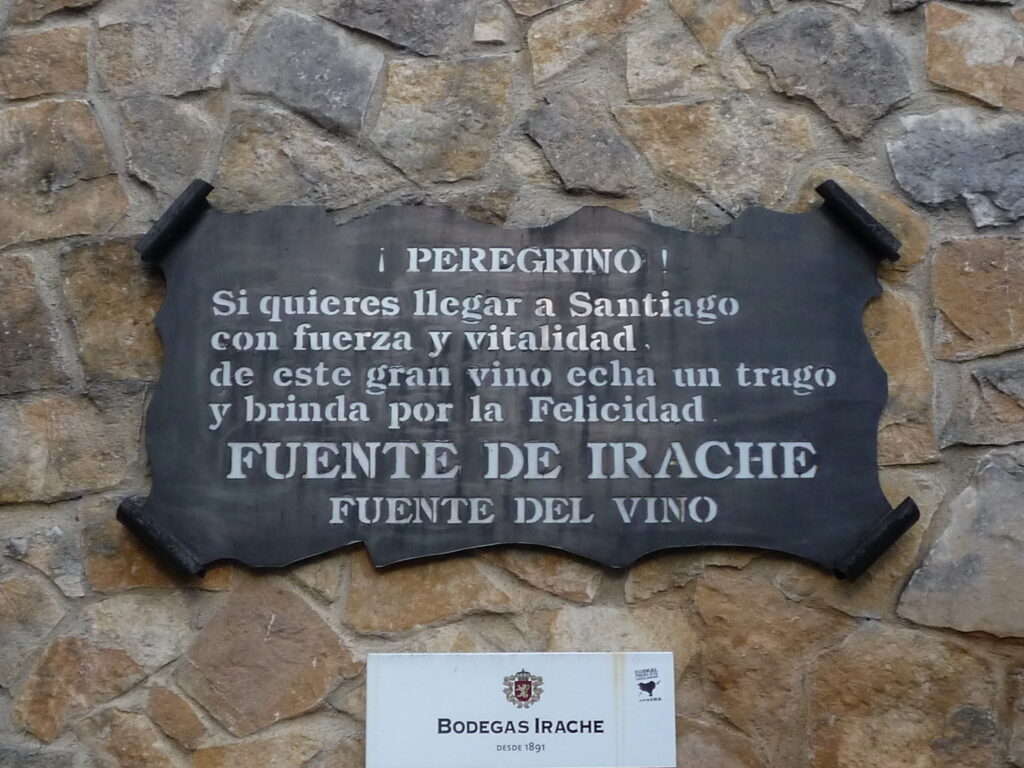 ¡ PEREGRINO !
Si quieres llegar a Santiago
con fuerza y vitalidad,
de este gran vino echa un trago
y brinda por la Felicidad.
FUENTE DE IRACHE
FUENTE DEL VINO
BODEGAS IRACHE
DESDE 1891
EUSKAL